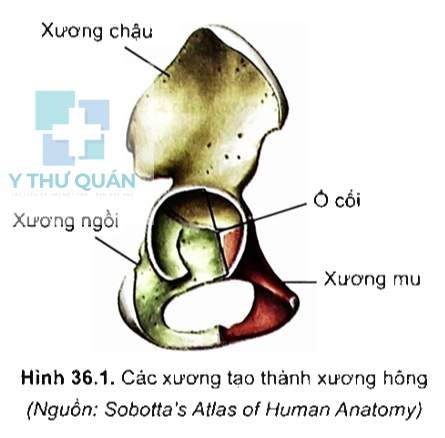 Xương chậu
Y THƯ QUÁN
Xương ngồi
Ổ cối
Xương mu
Hình 36.1. Các xương tạo thành xương hông
(Nguồn: Sobotta's Atlas of Human Anatomy)